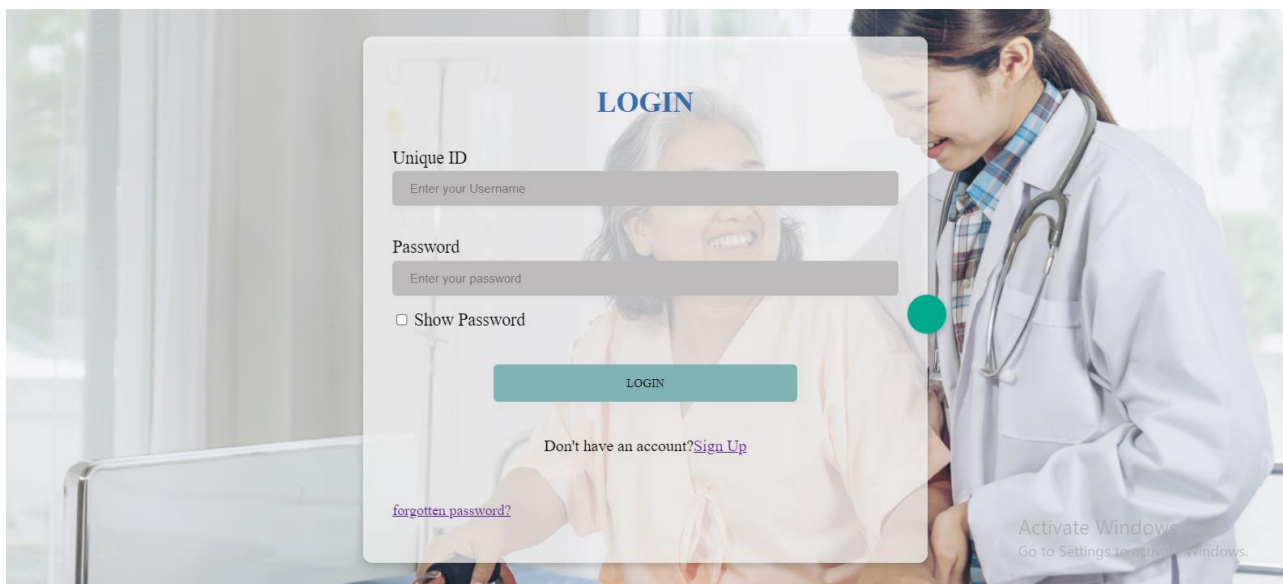 LOGIN
Unique ID
Enter your Username
Password
Enter your password
Show Password
LOGIN
Don't have an account?Sign Up
forgotten password?
Activate Windows
Go to Settings to activate Windows.